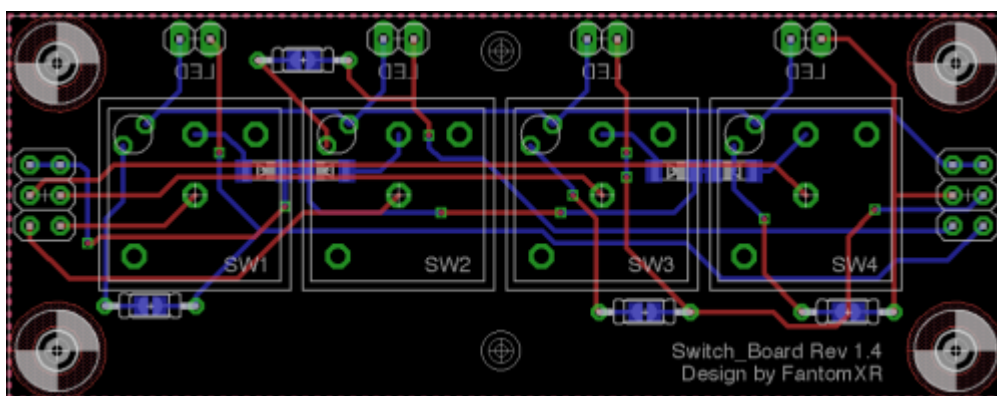 LED LED LED LED
SW1 SW2 SW3 SW4
Switch_Board Rev 1.4
Design by FantomXR